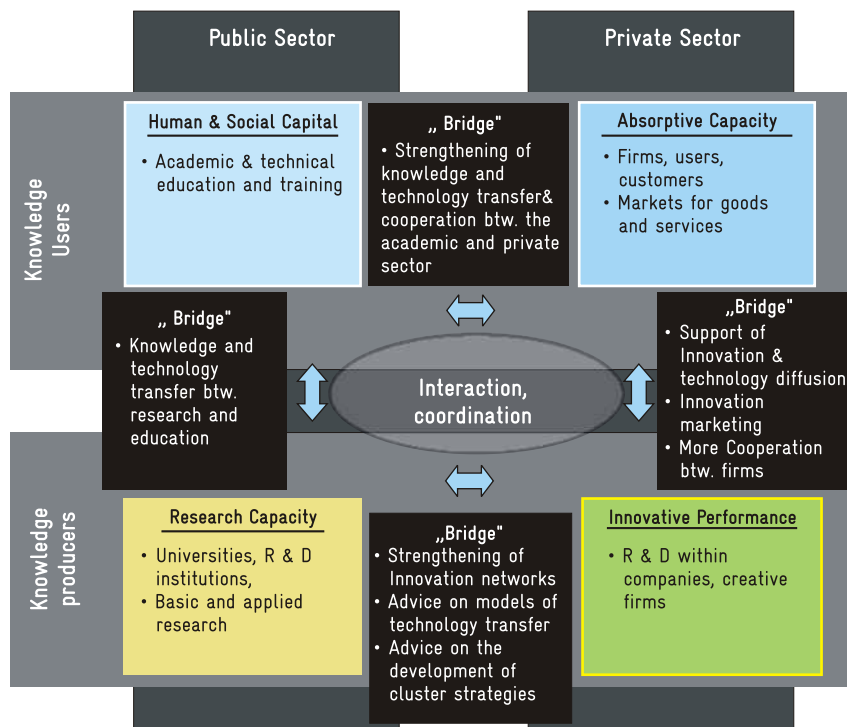 Public Sector
Private Sector
Knowledge
Users
Human & Social Capital
• Academic & technical
education and training
„ Bridge"
• Strengthening of
knowledge and
technology transfer&
cooperation btw. the
academic and private
sector
Absorptive Capacity
• Firms, users,
customers
• Markets for goods
and services
„ Bridge"
• Knowledge and
technology
transfer btw.
research and
education
Interaction,
coordination
„Bridge"
• Support of
Innovation &
technology diffusion
• Innovation
marketing
• More Cooperation
btw. firms
Knowledge
producers
Research Capacity
• Universities, R & D
institutions,
• Basic and applied
research
„Bridge"
• Strengthening of
Innovation networks
• Advice on models of
technology transfer
• Advice on the
development of
cluster strategies
Innovative Performance
• R & D within
companies, creative
firms